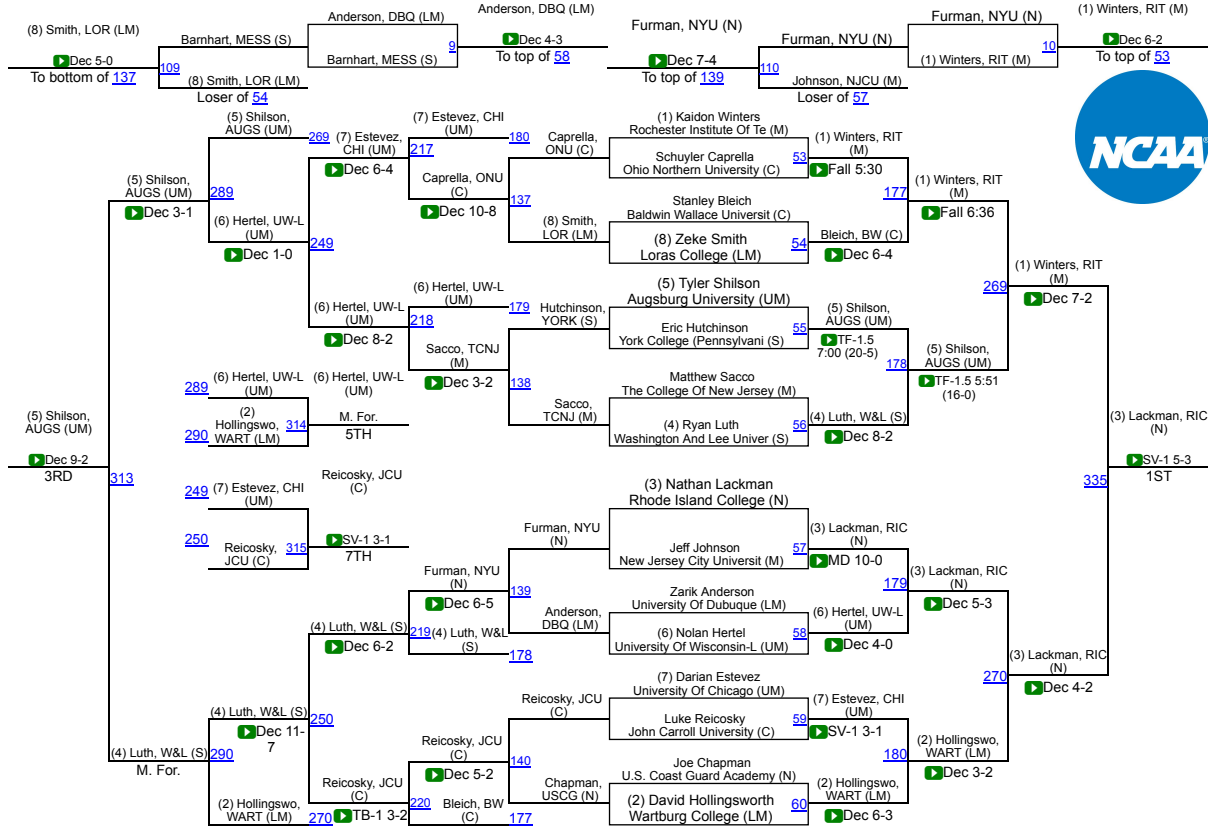 (8) Smith, LOR (LM)
Dec 5-0
To bottom of 137
Barnhart, MESS (S)
109
(8) Smith, LOR (LM)
Loser of 54
Anderson, DBQ (LM)
Barnhart, MESS (S)
9
Anderson, DBQ (LM)
Dec 4-3
To top of 58
Furman, NYU (N)
Dec 7-4
To top of 139
Furman, NYU (N)
110
Johnson, NJCU (M)
Loser of 57
Furman, NYU (N)
(1) Winters, RIT (M)
10
(1) Winters, RIT (M)
Dec 6-2
To top of 53
NCAA®
(5) Shilson,
AUGS (UM)
269
(7) Estevez, CHI
(UM)
180
(7) Estevez,
CHI (UM)
217
Dec 6-4
Caprella, ONU
(C)
Dec 10-8
137
Caprella,
ONU (C)
(8) Smith,
LOR (LM)
(1) Kaidon Winters
Rochester Institute Of Te (M)
Schuyler Caprella
Ohio Northern University (C)
53
(1) Winters, RIT
(M)
Fall 5:30
177
Stanley Bleich
Baldwin Wallace Universit (C)
(8) Zeke Smith
Loras College (LM)
54
Bleich, BW (C)
Dec 6-4
(1) Winters, RIT
(M)
Fall 6:36
(5) Shilson,
AUGS (UM)
Dec 3-1
289
(6) Hertel, UW-L
(UM)
Dec 1-0
249
(6) Hertel, UW-L
(UM)
Dec 8-2
(6) Hertel, UW-L
(UM)
179
218
Sacco, TCNJ
(M)
Dec 3-2
138
Hutchinson,
YORK (S)
Sacco,
TCNJ (M)
(5) Tyler Shilson
Augsburg University (UM)
Eric Hutchinson
York College (Pennsylvani (S)
55
(5) Shilson,
AUGS (UM)
TF-1.5
7:00 (20-5)
178
Matthew Sacco
The College Of New Jersey (M)
(4) Ryan Luth
Washington And Lee Univer (S)
56
(4) Luth, W&L (S)
Dec 8-2
(5) Shilson,
AUGS (UM)
TF-1.5 5:51
(16-0)
269
(1) Winters, RIT
(M)
Dec 7-2
289
(6) Hertel, UW-L
(UM)
290
(2)
Hollingswo,
WART (LM)
314
(6) Hertel, UW-L
(UM)
M. For.
5TH
(5) Shilson,
AUGS (UM)
Dec 9-2
3RD
313
249
(7) Estevez, CHI
(UM)
250
Reicosky,
JCU (C)
315
Reicosky, JCU
(C)
SV-1 3-1
7TH
(3) Lackman, RIC
(N)
SV-1 5-3
1ST
335
Furman, NYU
(N)
Dec 6-5
139
Furman, NYU
(N)
Anderson,
DBQ (LM)
(3) Nathan Lackman
Rhode Island College (N)
Jeff Johnson
New Jersey City Universit (M)
57
(3) Lackman, RIC
(N)
MD 10-0
179
Zarik Anderson
University Of Dubuque (LM)
(6) Nolan Hertel
University Of Wisconsin-L (UM)
58
(6) Hertel, UW-L
(UM)
Dec 4-0
(3) Lackman, RIC
(N)
Dec 5-3
(4) Luth, W&L (S)
Dec 6-2
219
(4) Luth, W&L
(S)
178
270
(3) Lackman, RIC
(N)
Dec 4-2
(4) Luth, W&L (S)
M. For.
290
(4) Luth, W&L (S)
Dec 11-
7
250
(2) Hollingswo,
WART (LM)
270
Reicosky, JCU
(C)
TB-1 3-2
220
Reicosky, JCU
(C)
Dec 5-2
Bleich, BW
(C)
177
140
Reicosky, JCU
(C)
Chapman,
USCG (N)
(7) Darian Estevez
University Of Chicago (UM)
Luke Reicosky
John Carroll University (C)
59
(7) Estevez, CHI
(UM)
SV-1 3-1
180
Joe Chapman
U.S. Coast Guard Academy (N)
(2) David Hollingsworth
Wartburg College (LM)
60
(2) Hollingswo,
WART (LM)
Dec 6-3
(2) Hollingswo,
WART (LM)
Dec 3-2